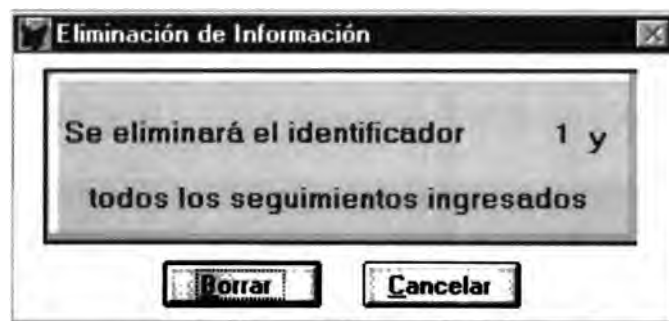 Eliminación de Información
Se eliminará el identificador 1 y
todos los seguimientos ingresados
Borrar Cancelar